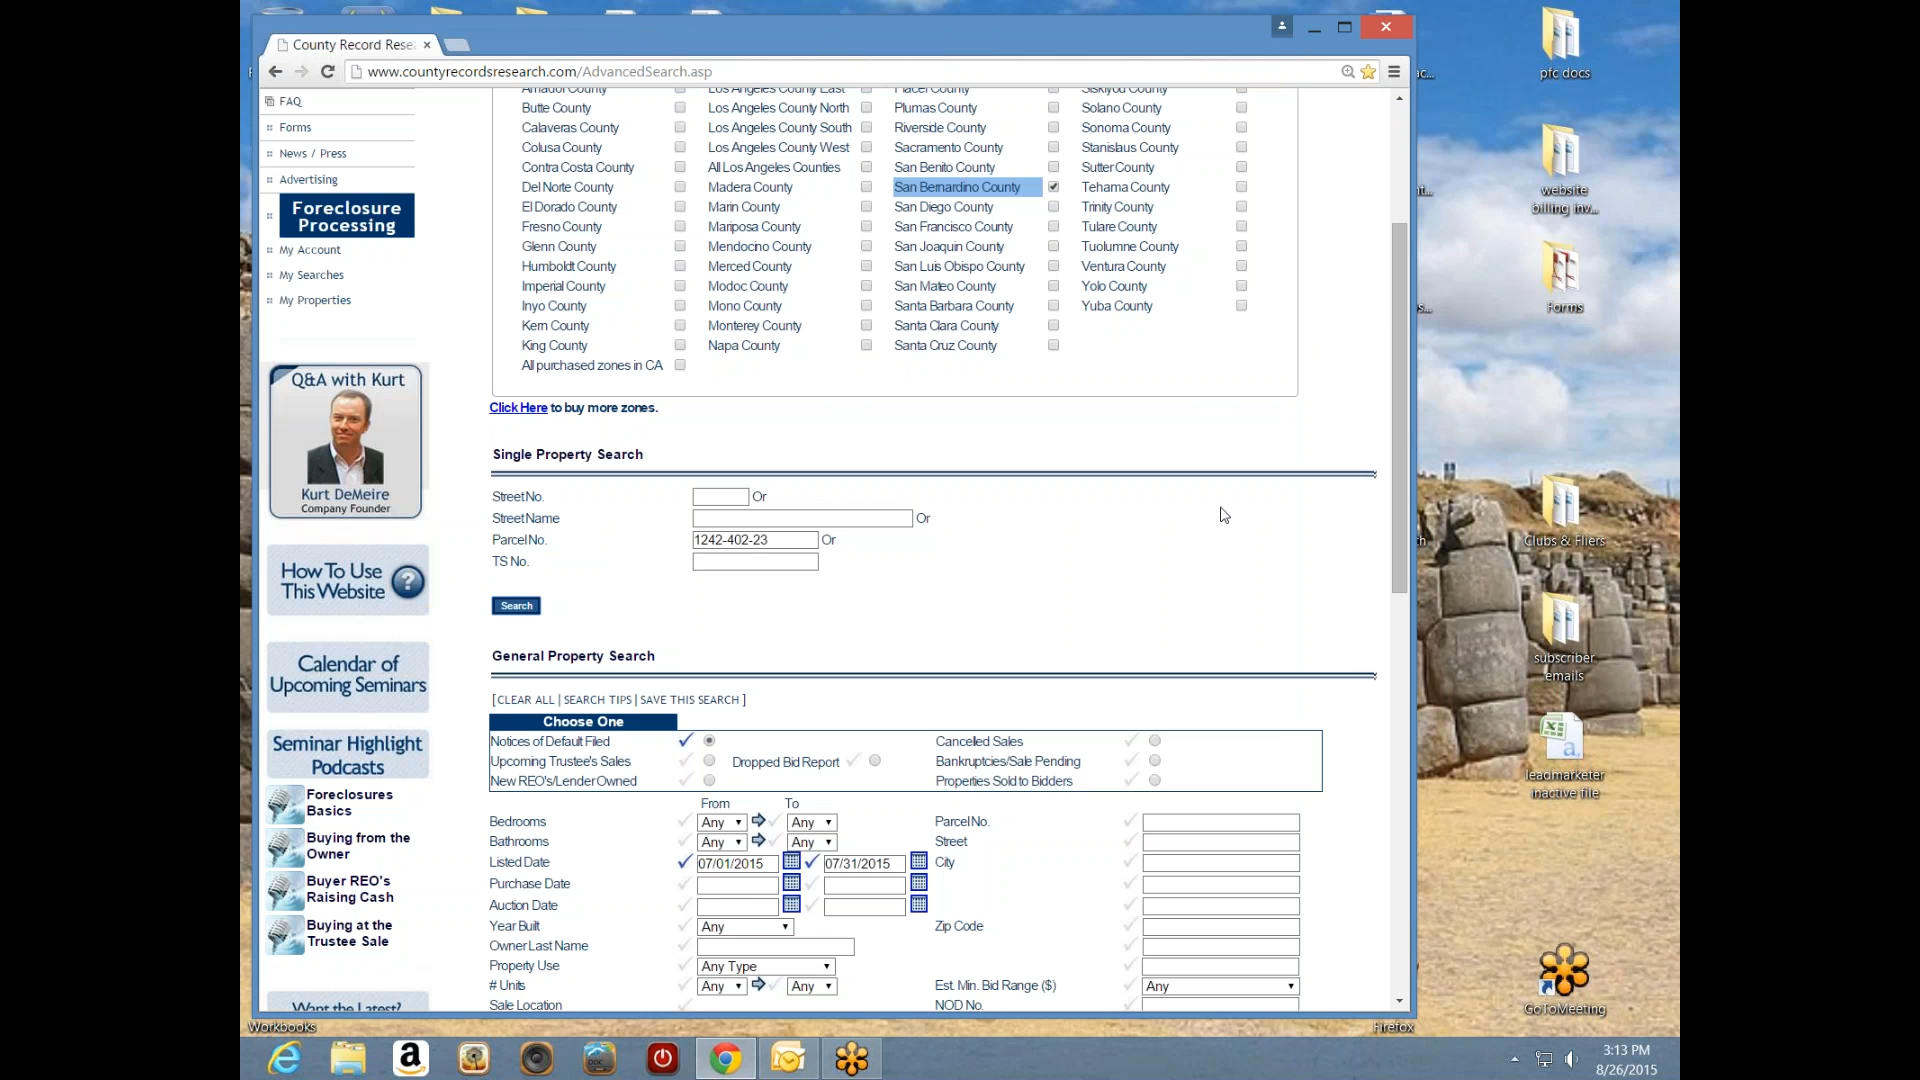 County Record Rese
www.countyrecordsresearch.com/AdvancedSearch.asp
FAQ
Forms
News / Press
Advertising
Foreclosure
Processing
My Account
My Searches
My Properties
Q&A with Kurt
Kurt DeMeire
Company Founder
How To Use
This Website
?
Calendar of
Upcoming Seminars
Seminar Highlight
Podcasts
Foreclosures
Basics
Buying from the
Owner
Buyer REO's
Raising Cash
Buying at the
Trustee Sale
Want the Latest?
Amador County Los Angeles County East Placer County Siskiyou County
Butte County Los Angeles County North Plumas County Solano County
Calaveras County Los Angeles County South Riverside County Sonoma County
Colusa County Los Angeles County West Sacramento County Stanislaus County
Contra Costa County All Los Angeles Counties San Benito County Sutter County
Del Norte County Madera County San Bernardino County Tehama County
El Dorado County Marin County San Diego County Trinity County
Fresno County Mariposa County San Francisco County Tulare County
Glenn County Mendocino County San Joaquin County Tuolumne County
Humboldt County Merced County San Luis Obispo County Ventura County
Imperial County Modoc County San Mateo County Yolo County
Inyo County Mono County Santa Barbara County Yuba County
Kern County Monterey County Santa Clara County
King County Napa County Santa Cruz County
All purchased zones in CA
Click Here to buy more zones.
Single Property Search
Street No. Or
Street Name Or
Parcel No. 1242-402-23 Or
TS No.
Search
General Property Search
[CLEAR ALL | SEARCH TIPS | SAVE THIS SEARCH ]
Choose One
Notices of Default Filed Cancelled Sales
Upcoming Trustee's Sales Dropped Bid Report Bankruptcies/Sale Pending
New REO's/Lender Owned Properties Sold to Bidders
From To
Bedrooms Any Any Parcel No.
Bathrooms Any Any Street
Listed Date 07/01/2015 07/31/2015 City
Purchase Date
Auction Date
Year Built Any Zip Code
Owner Last Name
Property Use Any Type
# Units Any Any Est. Min. Bid Range ($) Any
Sale Location NOD No.
pfc docs
website
billing inv...
Forms
Clubs & Fliers
subscriber
emails
a,
leadmarketer
inactive file
GoToMeeting
Workbooks
Firefox
a
DOC
3:13 PM
8/26/2015